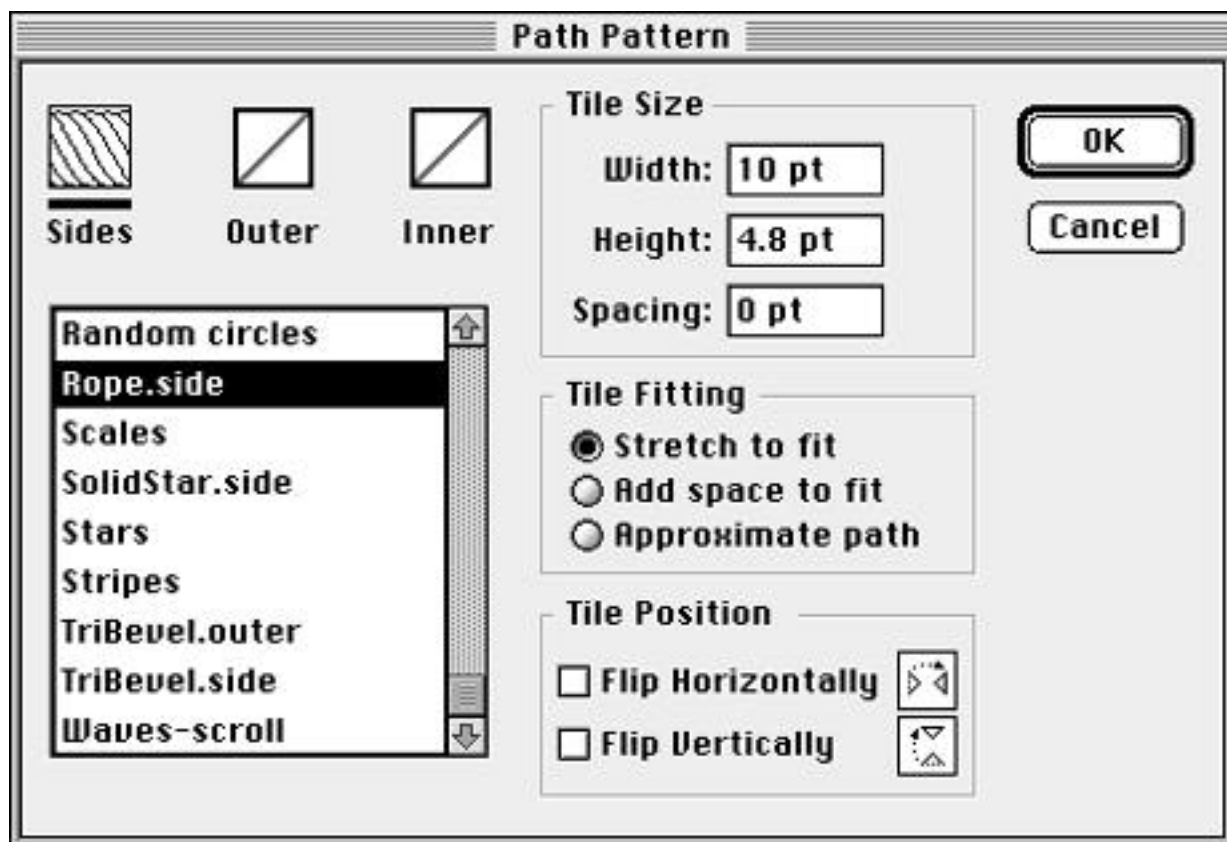 Path Pattern
Sides
Outer
Inner
Random circles
Rope.side
Scales
SolidStar.side
Stars
Stripes
TriBevel.outer
TriBevel.side
Waves-scroll
Tile Size
Width: 10 pt
Height: 4.8 pt
Spacing: 0 pt
Tile Fitting
Stretch to fit
Add space to fit
Approximate path
Tile Position
Flip Horizontally
Flip Vertically
OK
Cancel